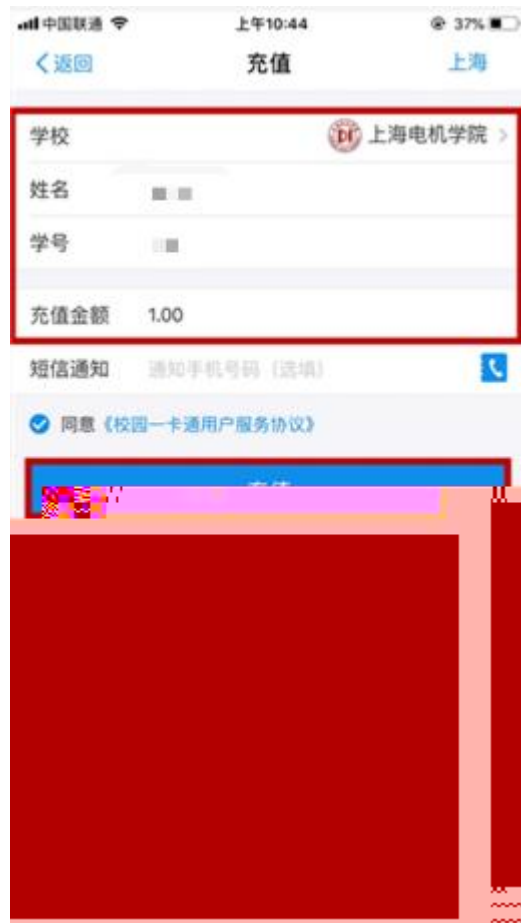 中国联通 上午10:44 37%
返回 充值 上海
学校 上海电机学院
姓名
学号
充值金额 1.00
短信通知 通知手机号码（选填）
同意《校园一卡通用户服务协议》